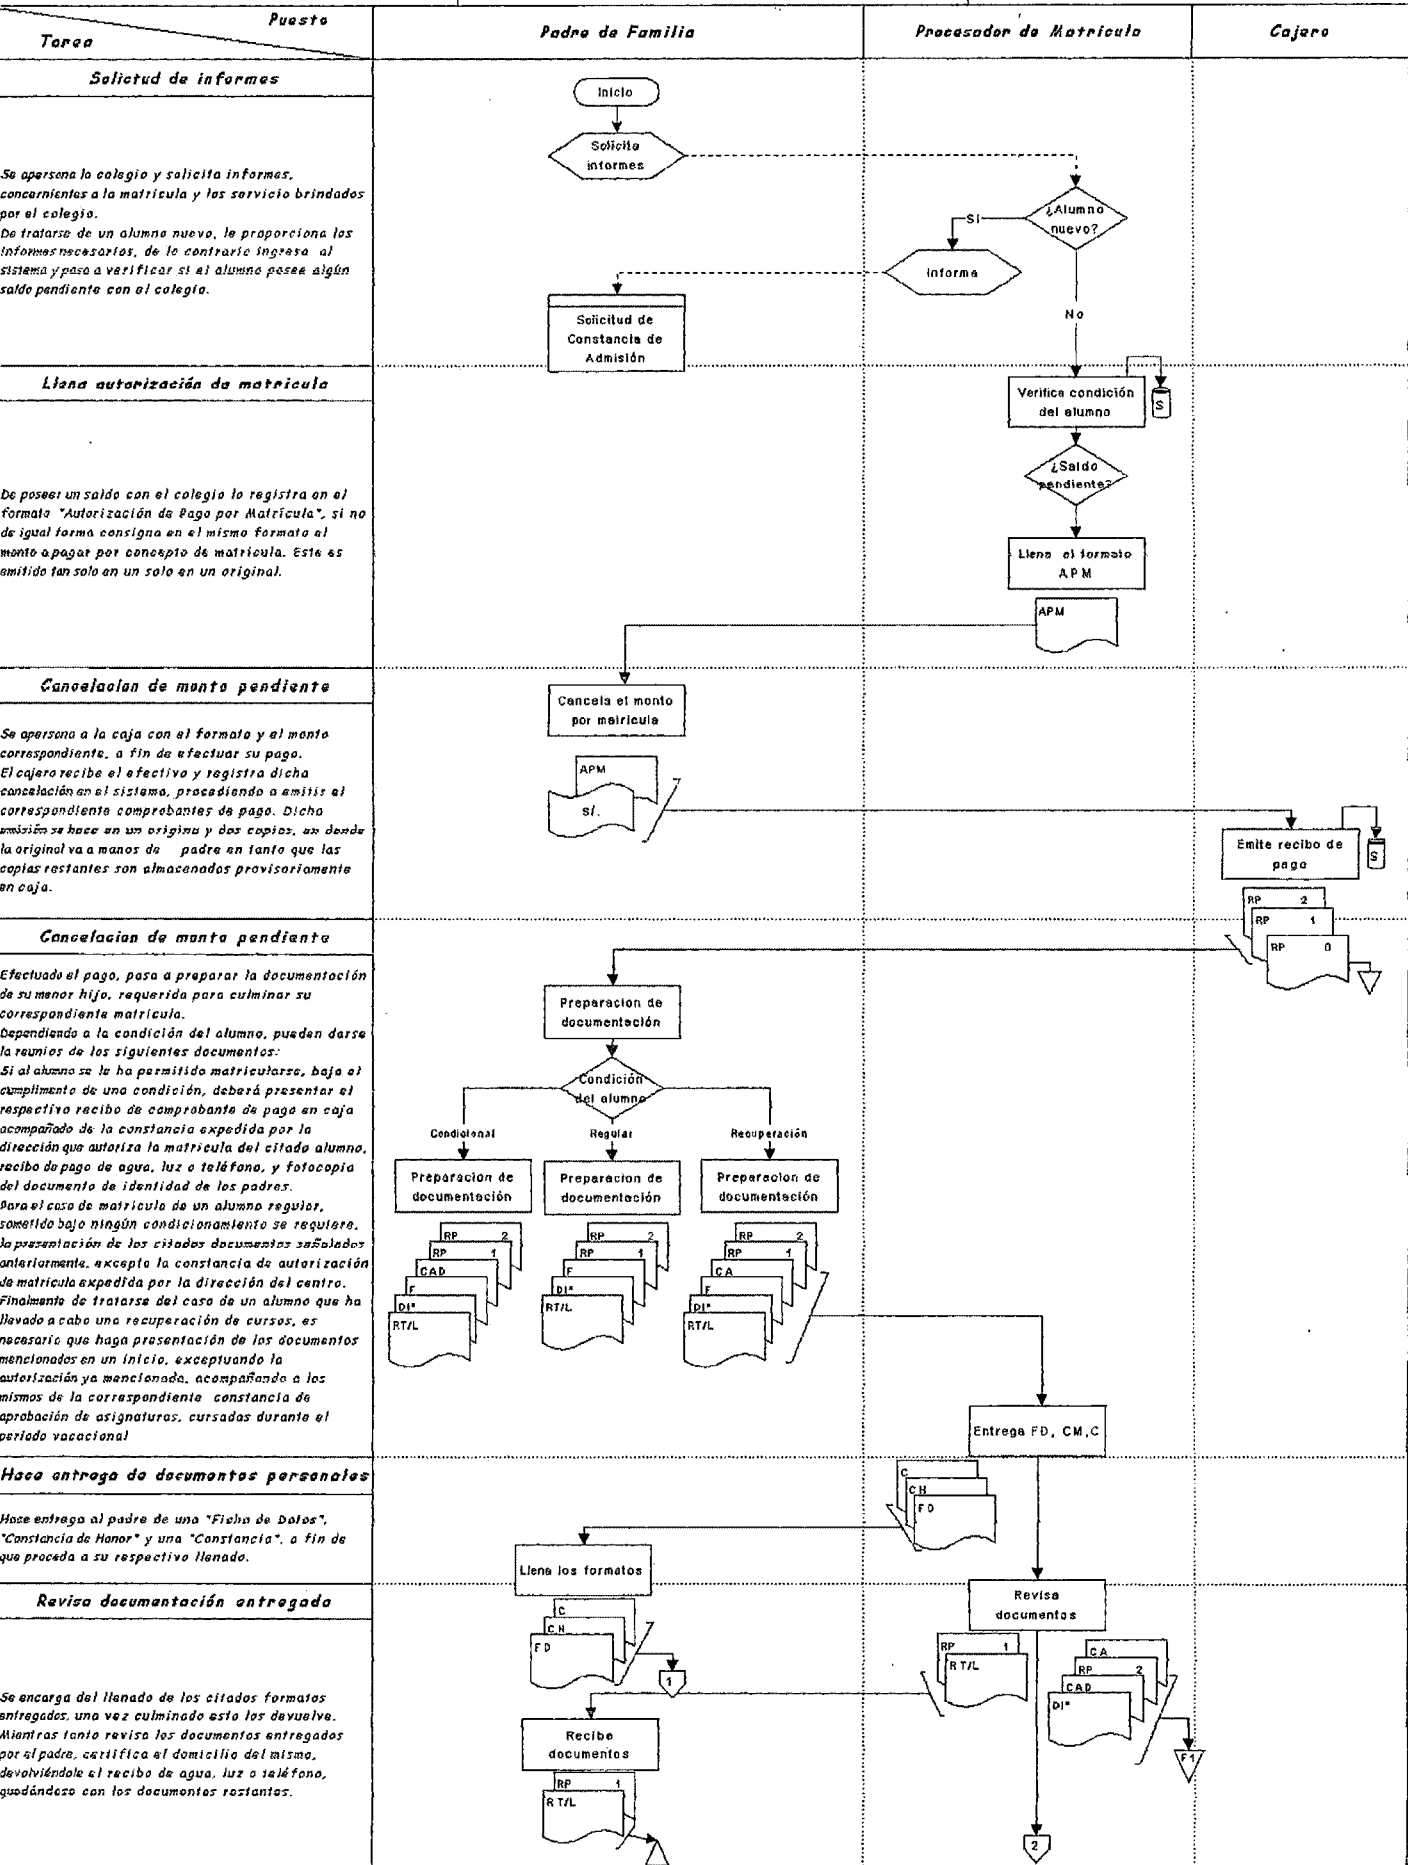 Puesto
Tarea
Padre de Familia
Procesador de Matricula
Cajero
Solictud de informes
Se apersona la colegio y solicita informes,
concernientes a la matricula y los servicio brindados
por el colegio.
De tratarse de un alumno nuevo, le proporciona los
informes necesarios, de lo contrario ingresa al
sistema y pasa a verificar si el alumno posee algún
saldo pendiente con el colegio.
Inicio
Solicita
informes
¿Alumno
nuevo?
Si
Informa
No
Solicitud de
Constancia de
Admisión
Llena autorización de matricula
De poseer un saldo con el colegio lo registra en el
formato "Autorización de Pago por Matrícula", si no
de igual forma consigna en el mismo formato el
monto a pagar por concepto de matrícula. Este es
emitido tan solo en un solo en un original.
Verifica condición
del alumno
S
¿Saldo
pendiente?
Llena el formato
APM
APM
Cancelacion de monto pendiente
Se apersona a la caja con el formato y el monto
correspondiente, a fin de efectuar su pago.
El cajero recibe el efectivo y registra dicha
cancelación en el sistema, procediendo a emitir el
correspondiente comprobantes de pago. Dicha
emisión se hace en un origina y dos copias, en donde
la original va a manos de padre en tanto que las
copias restantes son almacenados provisoriamente
en caja.
Cancela el monto
por matricula
APM
S/.
Emite recibo de
pago
S
RP 2
RP 1
RP 0
Cancelacion de monto pendiente
Efectuado el pago, pasa a preparar la documentación
de su menor hijo, requerida para culminar su
correspondiente matrícula.
Dependiendo a la condición del alumno, pueden darse
la reunios de los siguientes documentos:
Si al alumno se le ha permitido matricularse, bajo el
cumplimento de una condición, deberá presentar el
respectivo recibo de comprobante de pago en caja
acompañado de la constancia expedida por la
dirección que autoriza la matricula del citado alumno,
recibo de pago de agua, luz o teléfono, y fotocopia
del documento de identidad de los padres.
Para el caso de matricula de un alumno regular,
sometido bajo ningún condicionamiento se requiere,
la presentación de los citados documentos señalados
anteriormente, excepto la constancia de autorización
de matricula expedida por la dirección del centro.
Finalmente de tratarse del caso de un alumno que ha
llevado a cabo una recuperación de cursos, es
necesario que haga presentación de los documentos
mencionados en un inicio, exceptuando la
autorización ya mencionada, acompañando a los
mismos de la correspondiente constancia de
aprobación de asignaturas, cursadas durante el
periodo vacacional
Preparacion de
documentación
Condición
del alumno
Condicional
Regular
Recuperación
Preparacion de
documentación
Preparacion de
documentación
Preparacion de
documentación
RP 2
RP 1
CAD
F
DI*
RT/L
RP 2
RP 1
F
DI*
RT/L
RP 2
RP 1
CA
F
DI*
RT/L
Entrega FD, CM,C
Hace entrega de documentos personales
Hace entrega al padre de una "Ficha de Datos",
"Constancia de Honor" y una "Constancia", a fin de
que proceda a su respectivo llenado.
C
CH
FD
Llena los formatos
Revisa documentación entregada
Se encarga del llenado de los citados formatos
entregados, una vez culminado esto los devuelve.
Mientras tanto revisa los documentos entregados
por el padre, certifica el domicilio del mismo,
devolviéndole el recibo de agua, luz o teléfono,
quedándose con los documentos restantes.
C
CH
FD
1
Revisa
documentos
RP 1
RT/L
CA
RP 2
CAD
DI*
F1
Recibe
documentos
RP 1
RT/L
2